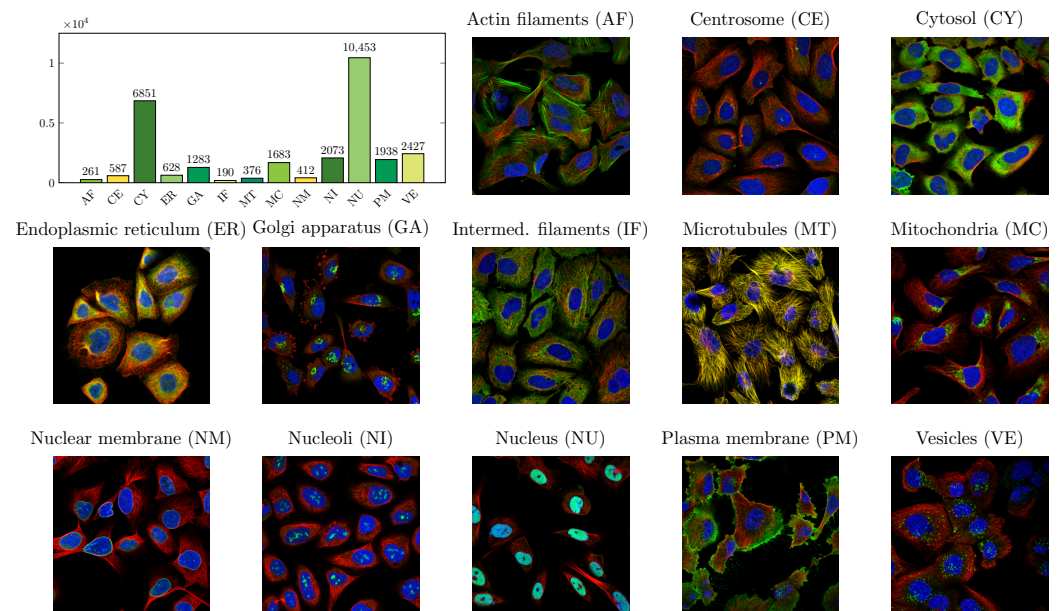 ×10⁴
1
0.5
0
261
587
6851
628
1283
190
376
1683
412
2073
10,453
1938
2427
AF
CE
CY
ER
GA
IF
MT
MC
NM
NI
NU
PM
VE
Actin filaments (AF)
Centrosome (CE)
Cytosol (CY)
Endoplasmic reticulum (ER)
Golgi apparatus (GA)
Intermed. filaments (IF)
Microtubules (MT)
Mitochondria (MC)
Nuclear membrane (NM)
Nucleoli (NI)
Nucleus (NU)
Plasma membrane (PM)
Vesicles (VE)